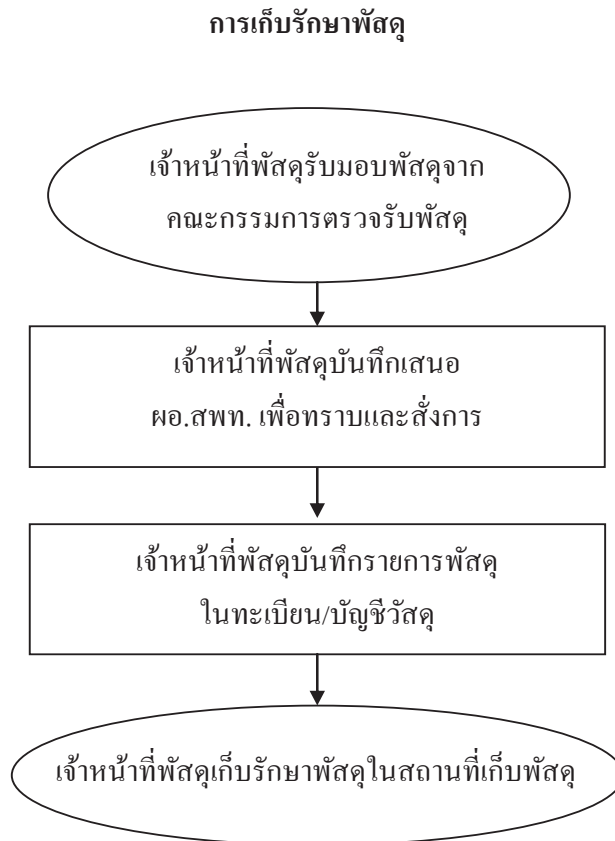 การเก็บรักษาพัสดุ
เจ้าหน้าที่พัสดุรับมอบพัสดุจาก
คณะกรรมการตรวจรับพัสดุ
เจ้าหน้าที่พัสดุบันทึกเสนอ
ผอ.สพท. เพื่อทราบและสั่งการ
เจ้าหน้าที่พัสดุบันทึกรายการพัสดุ
ในทะเบียน/บัญชีวัสดุ
เจ้าหน้าที่พัสดุเก็บรักษาพัสดุในสถานที่เก็บพัสดุ